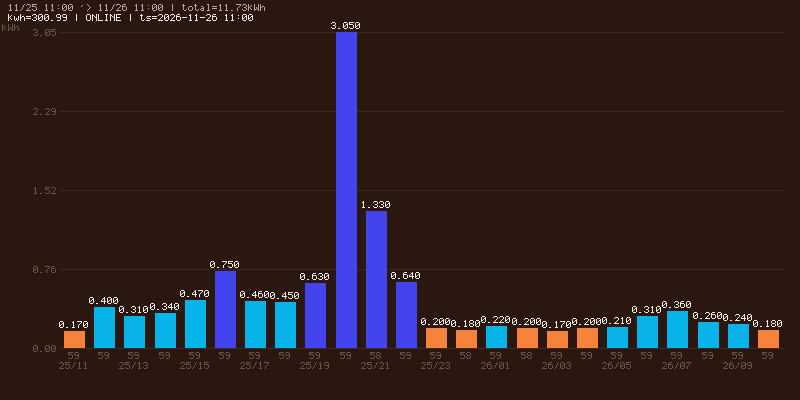 11/25 11:00 -> 11/26 11:00 | total=11.73KWh
Kwh=300.99 | ONLINE | ts=2026-11-26 11:00
KWh
3.050
3.05
2.29
1.52
1.330
0.76
0.750
0.630
0.640
0.170 0.400 0.310 0.340 0.470 0.460 0.450 0.200 0.180 0.220 0.200 0.170 0.200 0.210 0.310 0.360 0.260 0.240 0.180
0.00
59 59 59 59 59 59 59 59 59 59 58 59 59 58 59 58 59 59 59 59 59 59 59 59
25/11 25/13 25/15 25/17 25/19 25/21 25/23 26/01 26/03 26/05 26/07 26/09